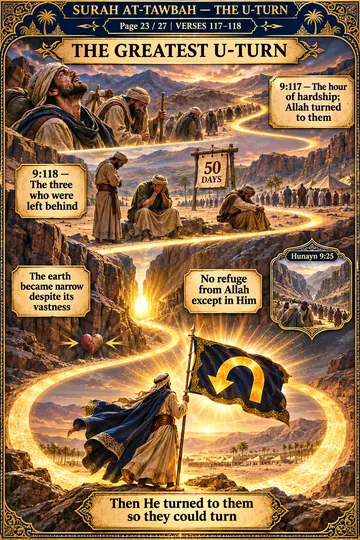 SURAH AT-TAWBAH — THE U-TURN
Page 23 / 27 | VERSES 117–118
THE GREATEST U-TURN
9:117 — The hour
of hardship;
Allah turned
to them
9:118 —
The three
who were
left behind
50
DAYS
The earth
became narrow
despite its
vastness
No refuge
from Allah
except in Him
Hunayn 9:25
Then He turned to them
so they could turn